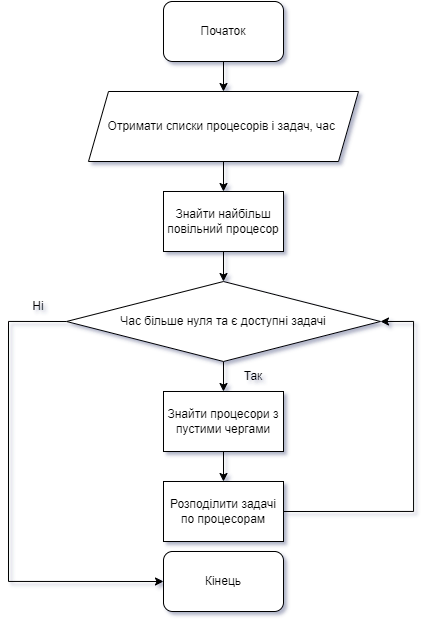 Початок
Отримати списки процесорів і задач, час
Знайти найбільш
повільний процесор
Ні
Час більше нуля та є доступні задачі
Так
Знайти процесори з
пустими чергами
Розподілити задачі
по процесорам
Кінець